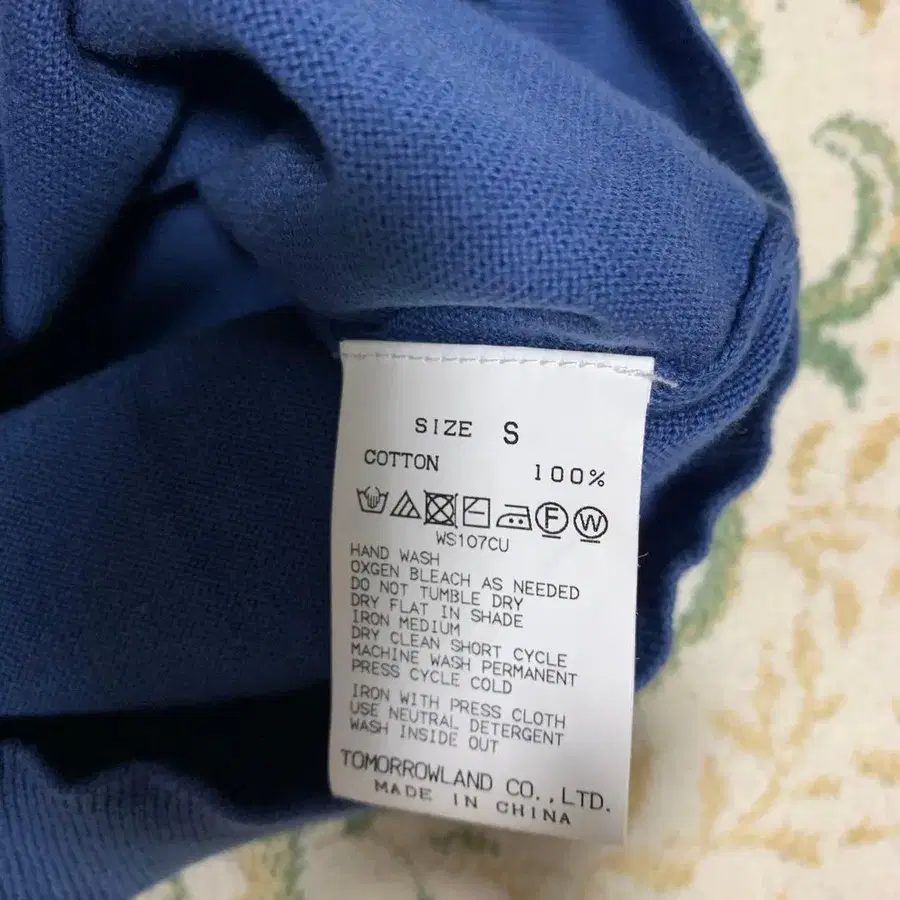 SIZE S
COTTON 100%
F W
WS107CU
HAND WASH
OXGEN BLEACH AS NEEDED
DO NOT TUMBLE DRY
DRY FLAT IN SHADE
IRON MEDIUM
DRY CLEAN SHORT CYCLE
MACHINE WASH PERMANENT
PRESS CYCLE COLD
IRON WITH PRESS CLOTH
USE NEUTRAL DETERGENT
WASH INSIDE OUT
TOMORROWLAND CO.,LTD.
MADE IN CHINA